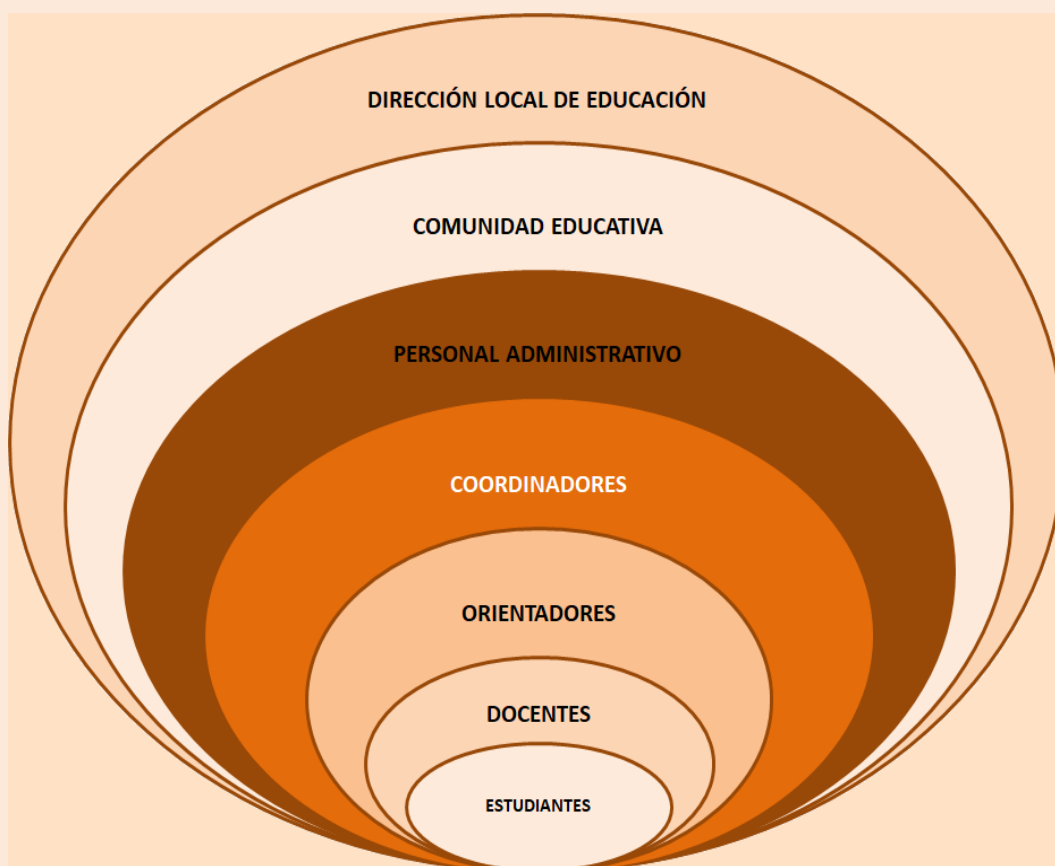 DIRECCIÓN LOCAL DE EDUCACIÓN
COMUNIDAD EDUCATIVA
PERSONAL ADMINISTRATIVO
COORDINADORES
ORIENTADORES
DOCENTES
ESTUDIANTES